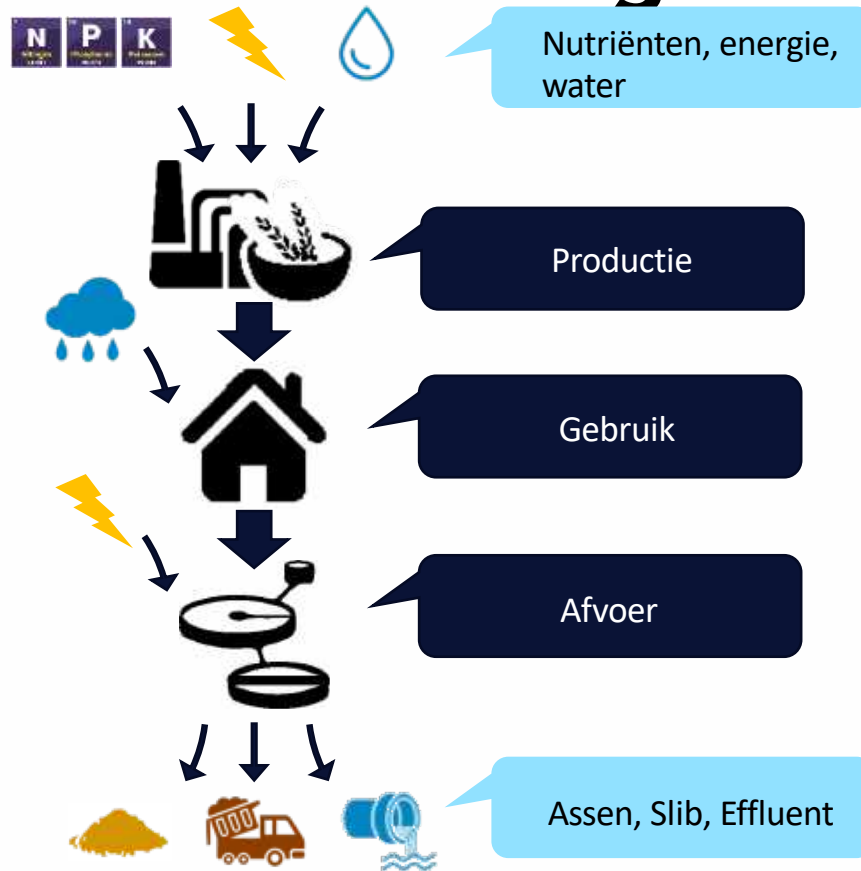 N P K
Nutriënten, energie,
water
Productie
Gebruik
Afvoer
Assen, Slib, Effluent